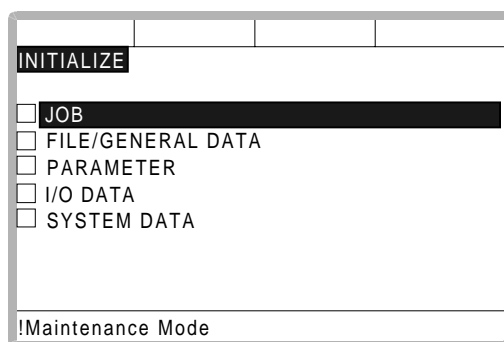 INITIALIZE
JOB
FILE/GENERAL DATA
PARAMETER
I/O DATA
SYSTEM DATA
!Maintenance Mode